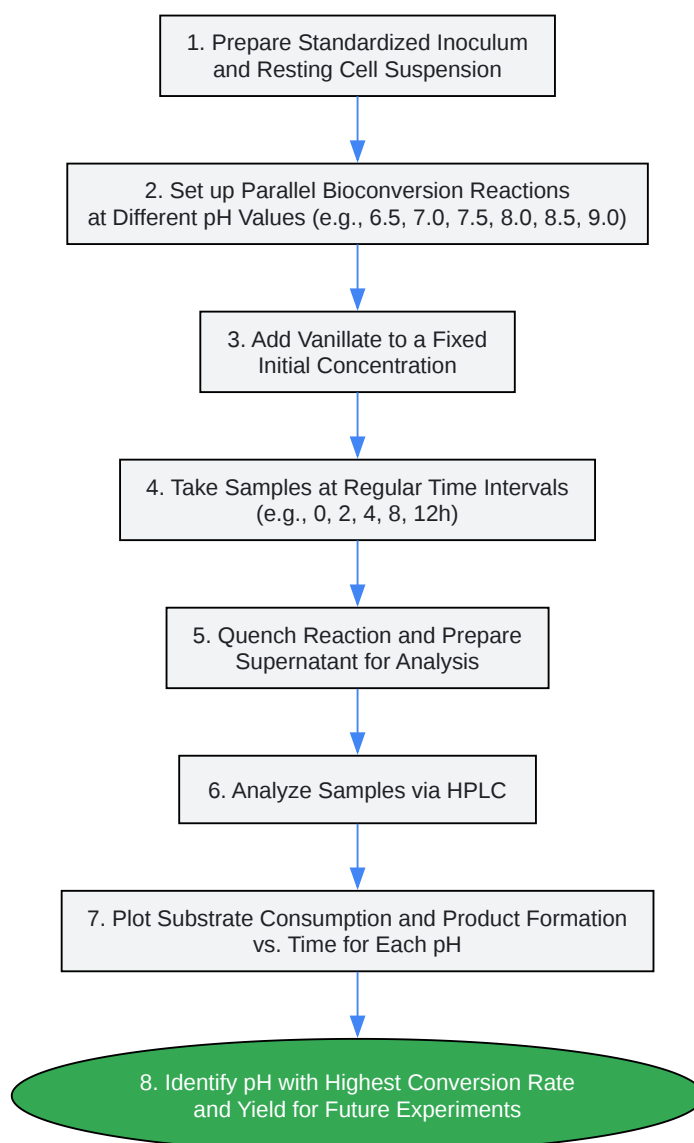 1. Prepare Standardized Inoculum
and Resting Cell Suspension
2. Set up Parallel Bioconversion Reactions
at Different pH Values (e.g., 6.5, 7.0, 7.5, 8.0, 8.5, 9.0)
3. Add Vanillate to a Fixed
Initial Concentration
4. Take Samples at Regular Time Intervals
(e.g., 0, 2, 4, 8, 12h)
5. Quench Reaction and Prepare
Supernatant for Analysis
6. Analyze Samples via HPLC
7. Plot Substrate Consumption and Product Formation
vs. Time for Each pH
8. Identify pH with Highest Conversion Rate
and Yield for Future Experiments